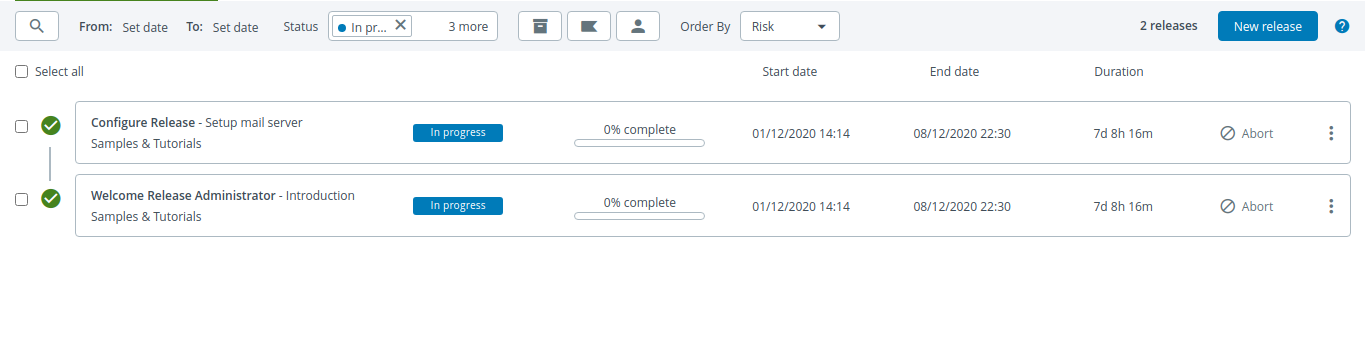 From: Set date To: Set date Status In pr... 3 more Order By Risk 2 releases New release ?
Select all Start date End date Duration
Configure Release - Setup mail server In progress 0% complete 01/12/2020 14:14 08/12/2020 22:30 7d 8h 16m Abort
Samples & Tutorials
Welcome Release Administrator - Introduction In progress 0% complete 01/12/2020 14:14 08/12/2020 22:30 7d 8h 16m Abort
Samples & Tutorials